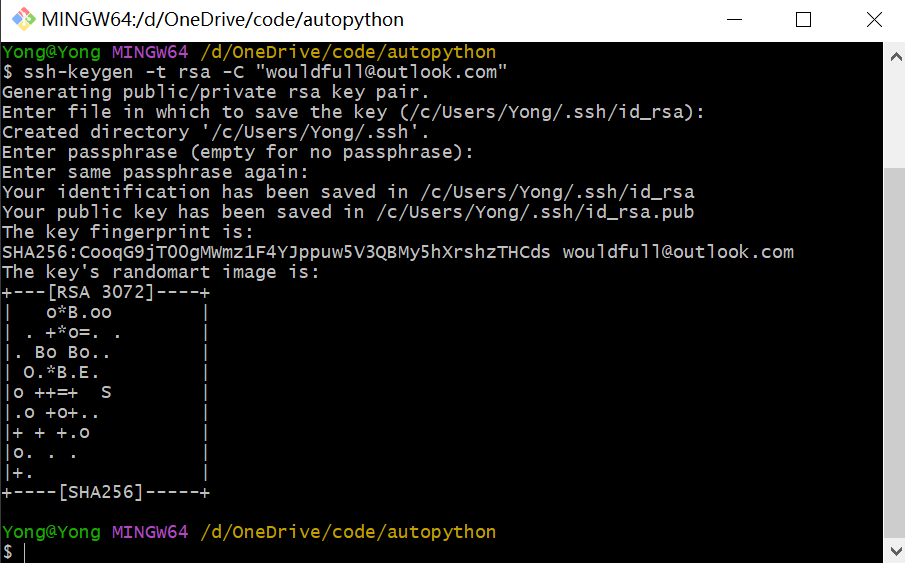 MINGW64:/d/OneDrive/code/autopython
Yong@Yong MINGW64 /d/OneDrive/code/autopython
$ ssh-keygen -t rsa -C "wouldfull@outlook.com"
Generating public/private rsa key pair.
Enter file in which to save the key (/c/Users/Yong/.ssh/id_rsa):
Created directory '/c/Users/Yong/.ssh'.
Enter passphrase (empty for no passphrase):
Enter same passphrase again:
Your identification has been saved in /c/Users/Yong/.ssh/id_rsa
Your public key has been saved in /c/Users/Yong/.ssh/id_rsa.pub
The key fingerprint is:
SHA256:CooqG9jTO0gMWmz1F4YJppuw5V3QBMy5hXrshzTHCds wouldfull@outlook.com
The key's randomart image is:
+---[RSA 3072]----+
|   o*B.oo        |
| . +*o=. .       |
|. Bo Bo..        |
| O.*B.E.         |
|o ++=+  S        |
|.o +o+..         |
|+ + +.o          |
|o. . .           |
|+.               |
+----[SHA256]-----+
Yong@Yong MINGW64 /d/OneDrive/code/autopython
$